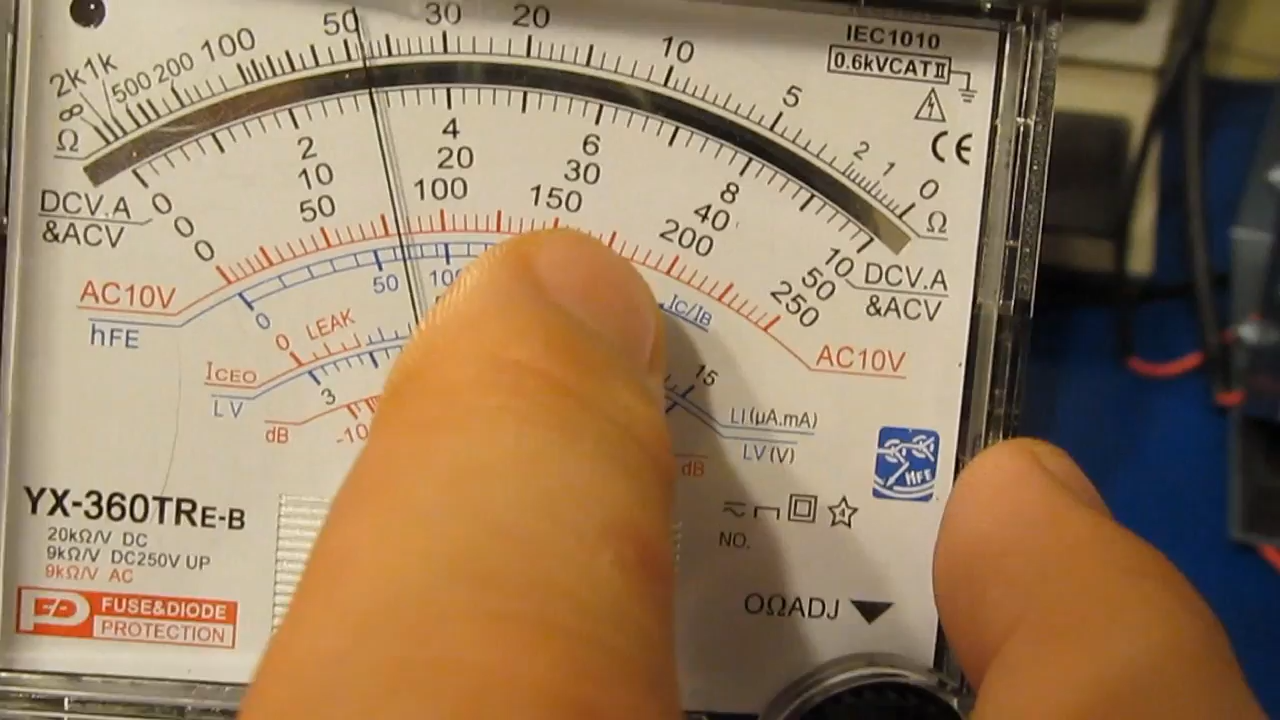 2k 1k 500 200 100 50 30 20 10 5 2 1 0
∞
Ω Ω
IEC1010
0.6kVCAT II
CE
0 2 4 6 8 10
0 10 20 30 40 50
0 50 100 150 200 250
DCV.A
&ACV
DCV.A
&ACV
AC10V AC10V
hFE
0 50
IC/IB
0 LEAK
ICEO
LV
3
15
LI(µA.mA)
LV(V)
dB -10
dB
HFE
YX-360TRE-B
20kΩ/V DC
9kΩ/V DC250V UP
9kΩ/V AC
FUSE&DIODE
PROTECTION
NO.
OΩADJ